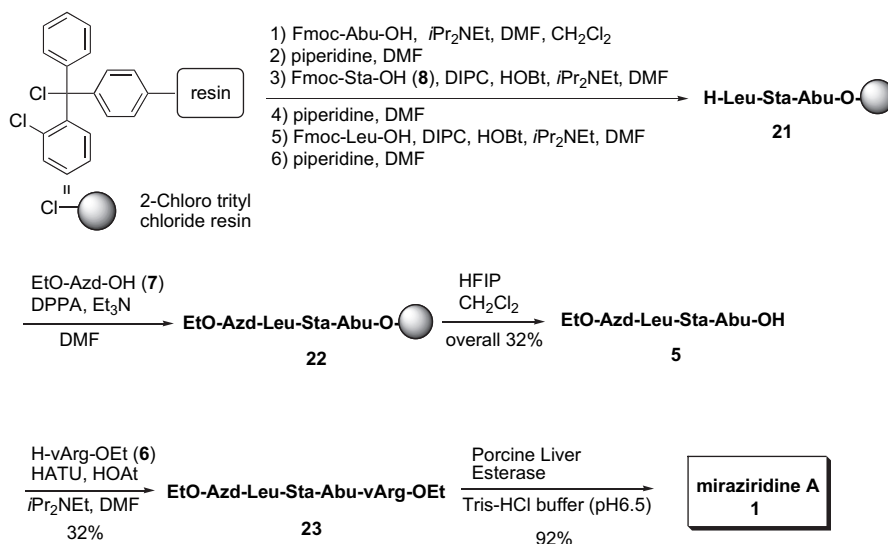 1) Fmoc-Abu-OH, iPr₂NEt, DMF, CH₂Cl₂
2) piperidine, DMF
3) Fmoc-Sta-OH (8), DIPC, HOBt, iPr₂NEt, DMF
4) piperidine, DMF
5) Fmoc-Leu-OH, DIPC, HOBt, iPr₂NEt, DMF
6) piperidine, DMF
Cl
Cl
resin
H-Leu-Sta-Abu-O
21
=
Cl
2-Chloro trityl
chloride resin
EtO-Azd-OH (7)
DPPA, Et₃N
DMF
EtO-Azd-Leu-Sta-Abu-O
22
HFIP
CH₂Cl₂
overall 32%
EtO-Azd-Leu-Sta-Abu-OH
5
H-vArg-OEt (6)
HATU, HOAt
iPr₂NEt, DMF
32%
EtO-Azd-Leu-Sta-Abu-vArg-OEt
23
Porcine Liver
Esterase
Tris-HCl buffer (pH6.5)
92%
miraziridine A
1